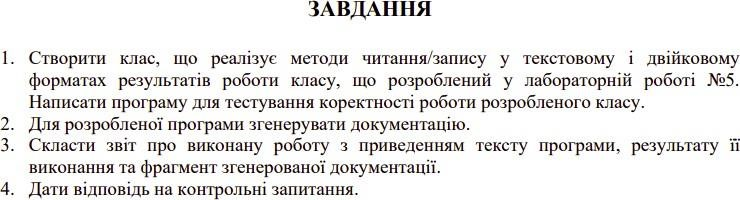 ЗАВДАННЯ
1. Створити клас, що реалізує методи читання/запису у текстовому і двійковому
форматах результатів роботи класу, що розроблений у лабораторній роботі №5.
Написати програму для тестування коректності роботи розробленого класу.
2. Для розробленої програми згенерувати документацію.
3. Скласти звіт про виконану роботу з приведенням тексту програми, результату її
виконання та фрагмент згенерованої документації.
4. Дати відповідь на контрольні запитання.